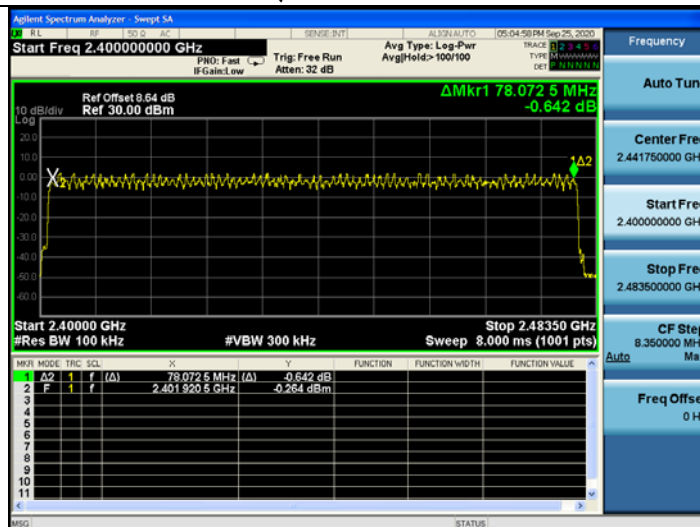 Agilent Spectrum Analyzer - Swept SA
RL RF 50 Ω AC SENSE:INT ALIGN AUTO 05:04:58 PM Sep 25, 2020
Start Freq 2.400000000 GHz
PNO: Fast
IFGain:Low
Trig: Free Run
Atten: 32 dB
Avg Type: Log-Pwr
Avg|Hold:> 100/100
TRACE 1 2 3 4 5 6
TYPE M
DET P N N N N N
Ref Offset 8.64 dB
Ref 30.00 dBm
ΔMkr1 78.072 5 MHz
-0.642 dB
10 dB/div
Log
20.0
10.0
0.00
-10.0
-20.0
-30.0
-40.0
-50.0
-60.0
X2
1Δ2
Start 2.40000 GHz
Stop 2.48350 GHz
#Res BW 100 kHz
#VBW 300 kHz
Sweep 8.000 ms (1001 pts)
MKR MODE TRC SCL X Y FUNCTION FUNCTION WIDTH FUNCTION VALUE
1 Δ2 1 f (Δ) 78.072 5 MHz (Δ) -0.642 dB
2 F 1 f 2.401 920 5 GHz -0.264 dBm
3
4
5
6
7
8
9
10
11
MSG STATUS
Frequency
Auto Tun
Center Fre
2.441750000 GH
Start Fre
2.400000000 GH
Stop Fre
2.483500000 GH
CF Step
8.350000 MH
Auto Ma
Freq Offse
0 H